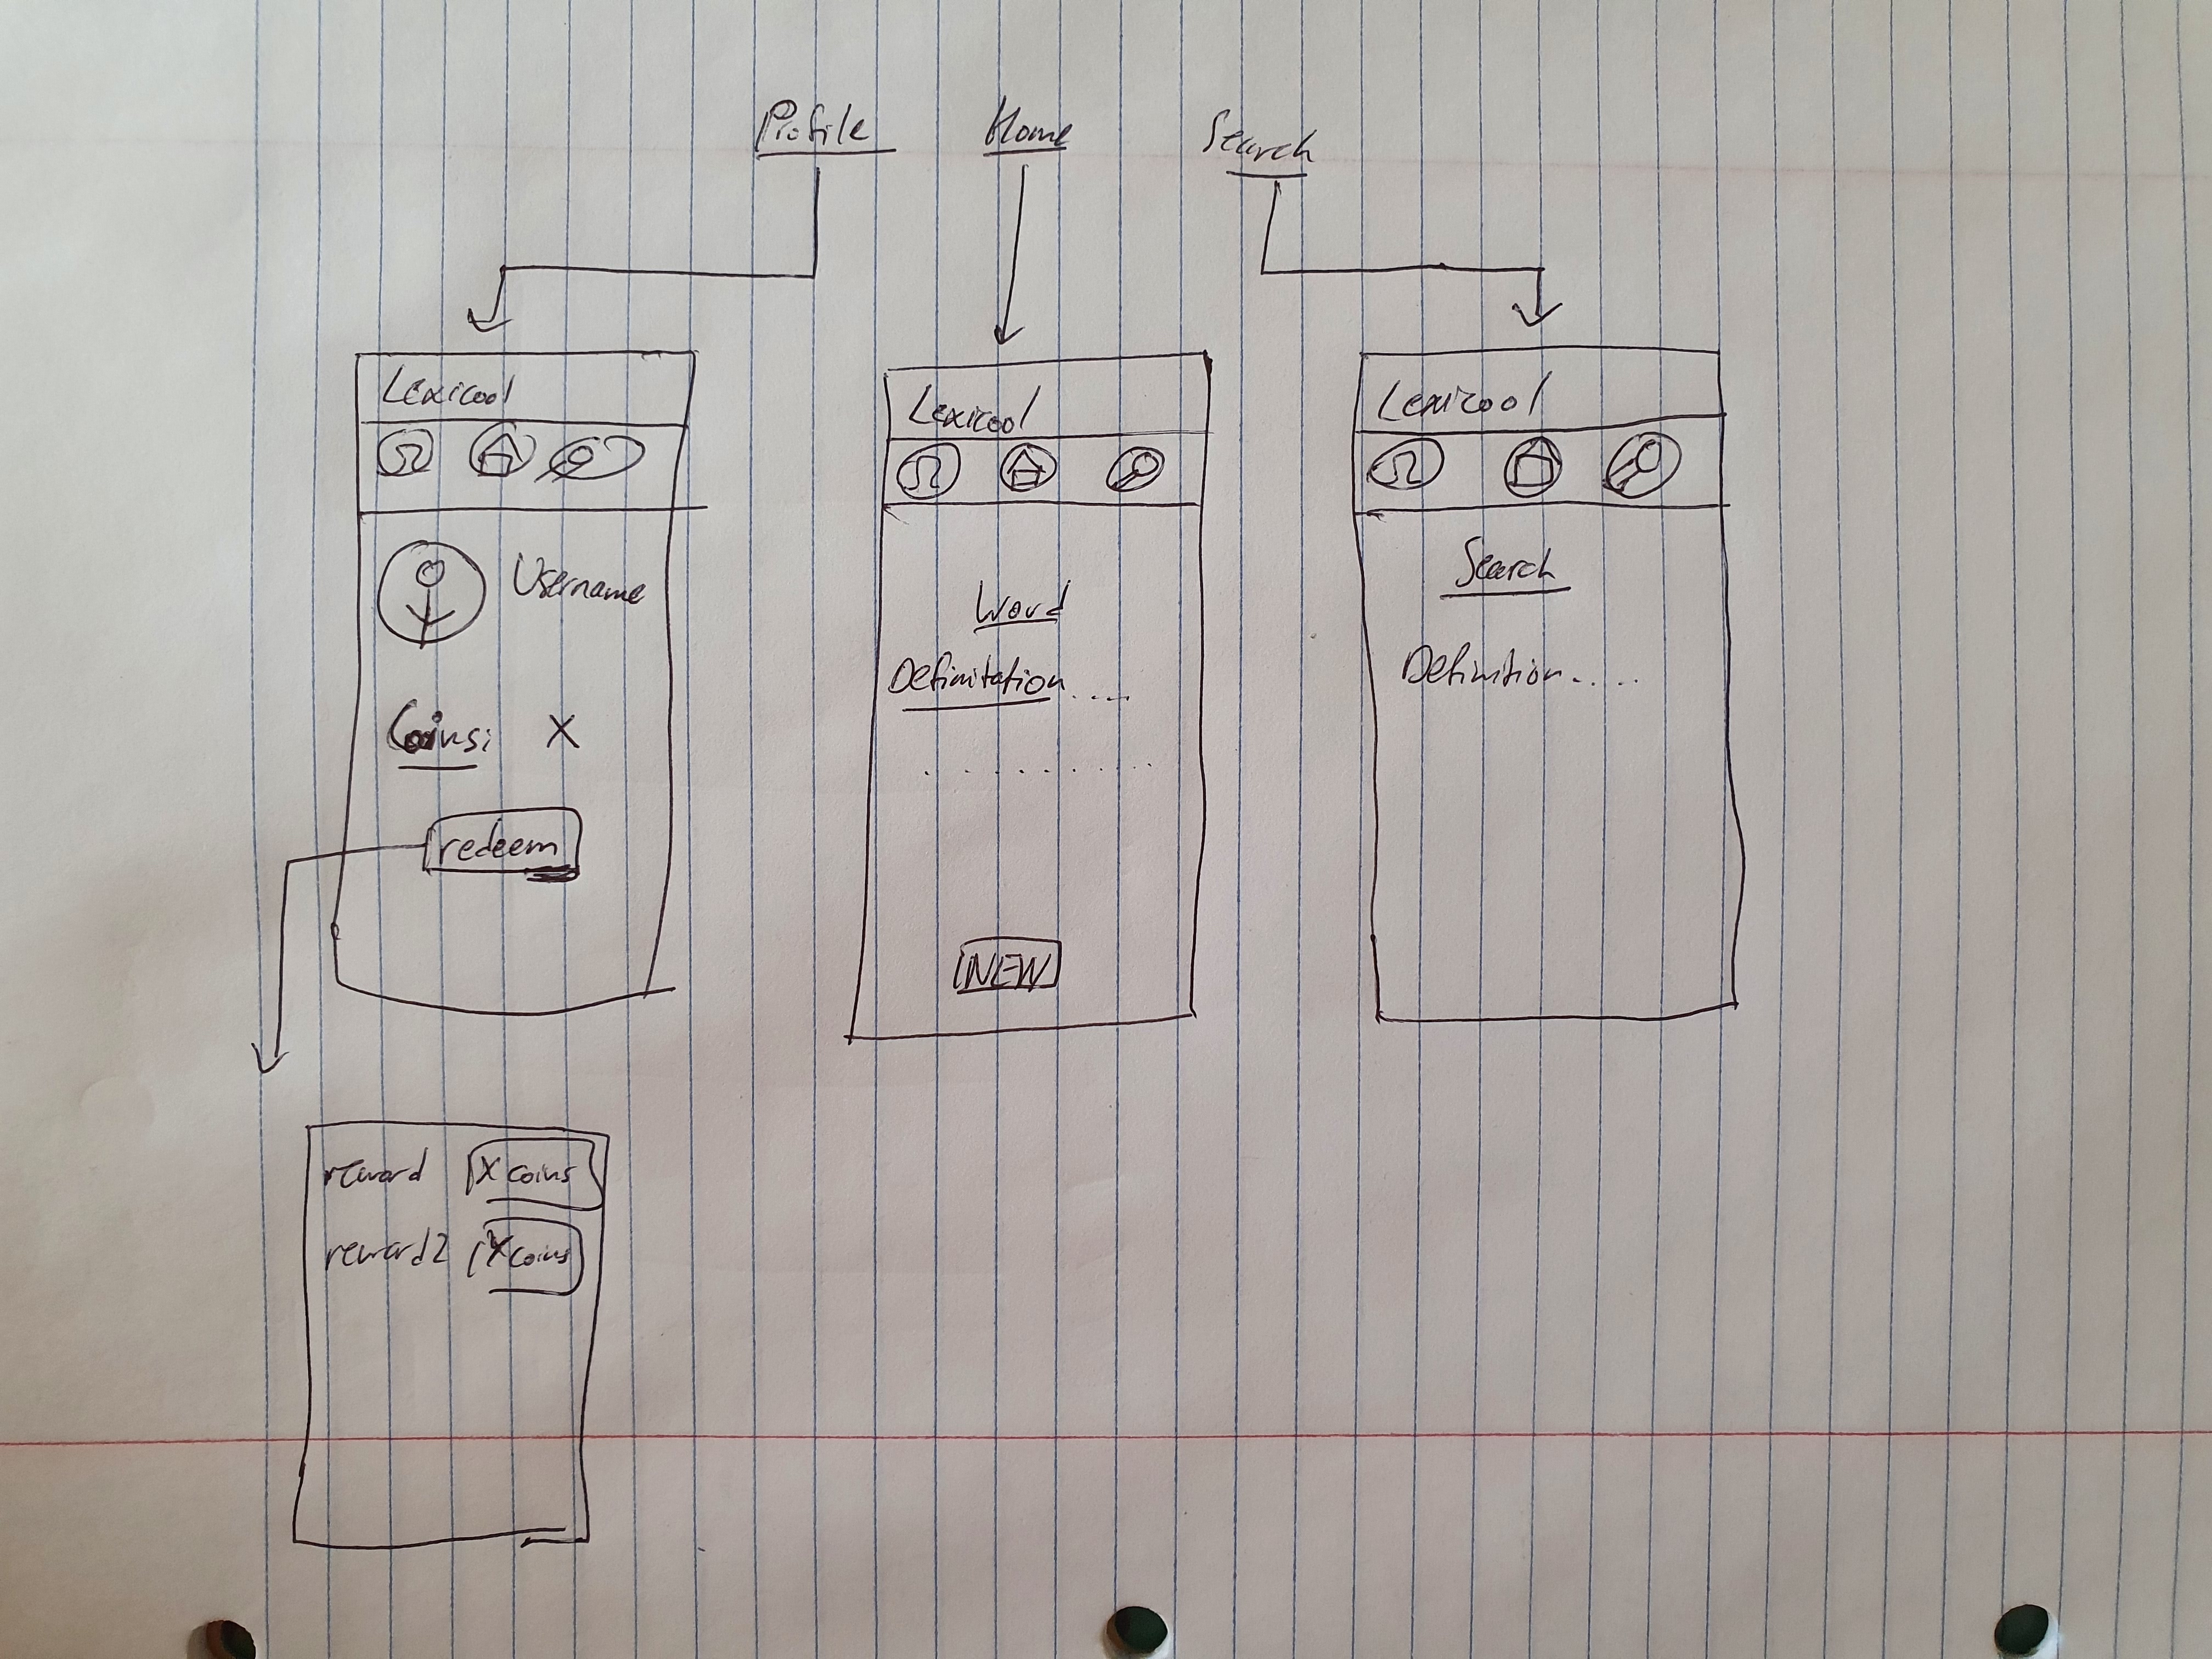 Profile
Home
Search
Lexicool
Username
Coins: X
redeem
Lexicool
Word
Definitation....
..........
NEW
Lexicool
Search
Definition.....
reward X coins
reward2 coins